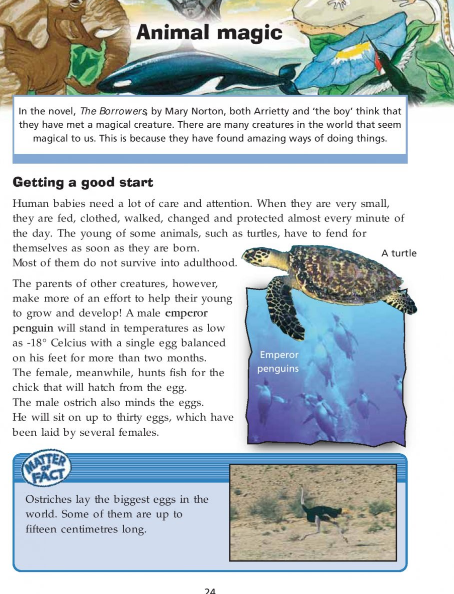 Animal magic
In the novel, The Borrowers, by Mary Norton, both Arrietty and ‘the boy’ think that
they have met a magical creature. There are many creatures in the world that seem
magical to us. This is because they have found amazing ways of doing things.
Getting a good start
Human babies need a lot of care and attention. When they are very small,
they are fed, clothed, walked, changed and protected almost every minute of
the day. The young of some animals, such as turtles, have to fend for
themselves as soon as they are born.
Most of them do not survive into adulthood.
A turtle
The parents of other creatures, however,
make more of an effort to help their young
to grow and develop! A male emperor
penguin will stand in temperatures as low
as -18° Celcius with a single egg balanced
on his feet for more than two months.
The female, meanwhile, hunts fish for the
chick that will hatch from the egg.
The male ostrich also minds the eggs.
He will sit on up to thirty eggs, which have
been laid by several females.
Emperor
penguins
MATTER
OF
FACT
Ostriches lay the biggest eggs in the
world. Some of them are up to
fifteen centimetres long.
24